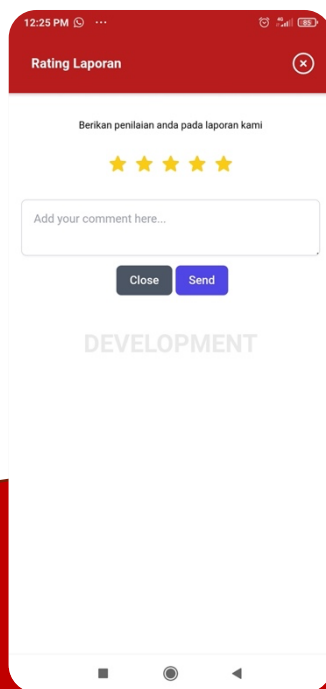 12:25 PM
Rating Laporan
Berikan penilaian anda pada laporan kami
Add your comment here...
Close Send
DEVELOPMENT